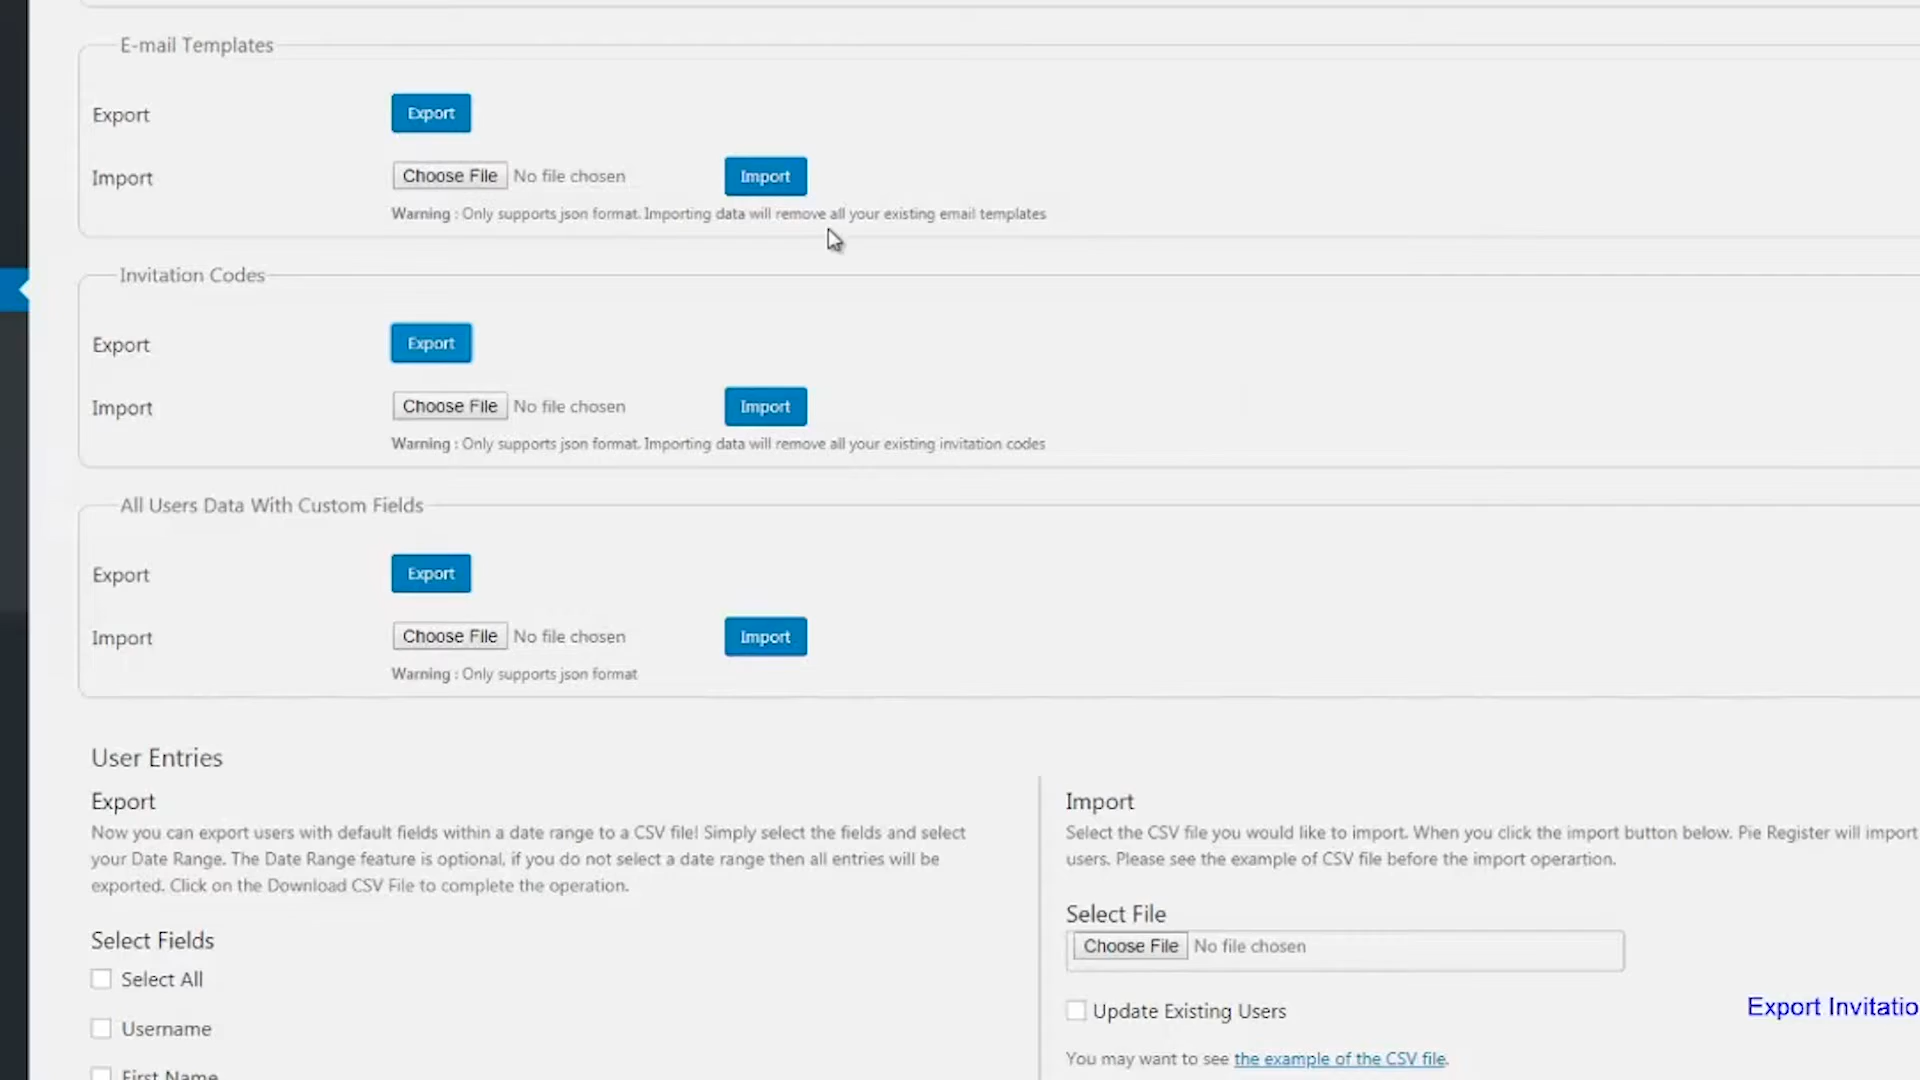 E-mail Templates
Export Export
Import Choose File No file chosen Import
Warning : Only supports json format. Importing data will remove all your existing email templates
Invitation Codes
Export Export
Import Choose File No file chosen Import
Warning : Only supports json format. Importing data will remove all your existing invitation codes
All Users Data With Custom Fields
Export Export
Import Choose File No file chosen Import
Warning : Only supports json format
User Entries
Export
Now you can export users with default fields within a date range to a CSV file! Simply select the fields and select
your Date Range. The Date Range feature is optional, if you do not select a date range then all entries will be
exported. Click on the Download CSV File to complete the operation.
Select Fields
Select All
Username
First Name
Import
Select the CSV file you would like to import. When you click the import button below. Pie Register will import
users. Please see the example of CSV file before the import operartion.
Select File
Choose File No file chosen
Update Existing Users
You may want to see the example of the CSV file.
Export Invitatio